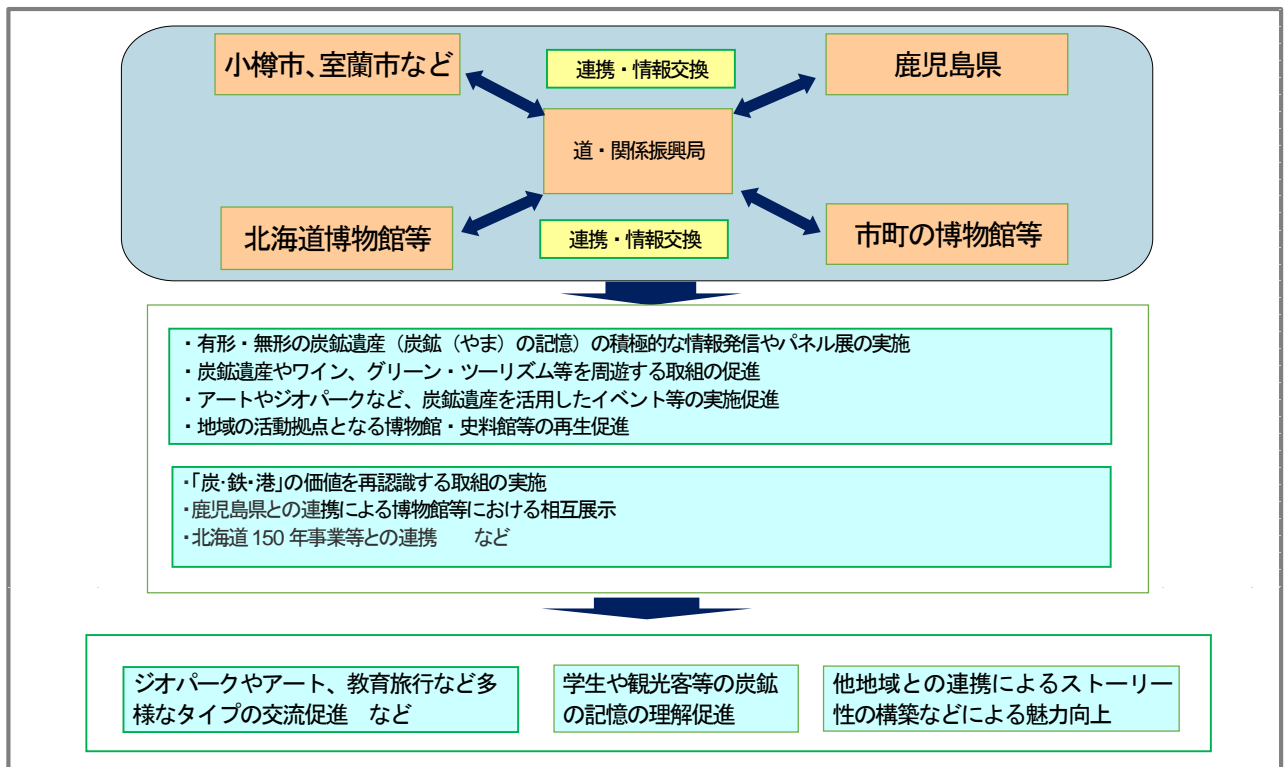 小樽市、室蘭市など
連携・情報交換
鹿児島県
道・関係振興局
北海道博物館等
連携・情報交換
市町の博物館等
・有形・無形の炭鉱遺産（炭鉱（やま）の記憶）の積極的な情報発信やパネル展の実施
・炭鉱遺産やワイン、グリーン・ツーリズム等を周遊する取組の促進
・アートやジオパークなど、炭鉱遺産を活用したイベント等の実施促進
・地域の活動拠点となる博物館・史料館等の再生促進
・「炭・鉄・港」の価値を再認識する取組の実施
・鹿児島県との連携による博物館等における相互展示
・北海道 150 年事業等との連携　　など
ジオパークやアート、教育旅行など多
様なタイプの交流促進　など
学生や観光客等の炭鉱
の記憶の理解促進
他地域との連携によるストーリー
性の構築などによる魅力向上